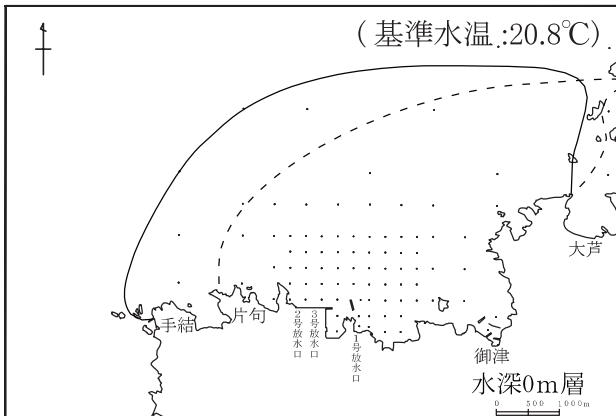 (基準水温:20.8℃)
大芦
手結
片句
2号放水口
3号放水口
1号放水口
御津
水深0m層
0 500 1000m